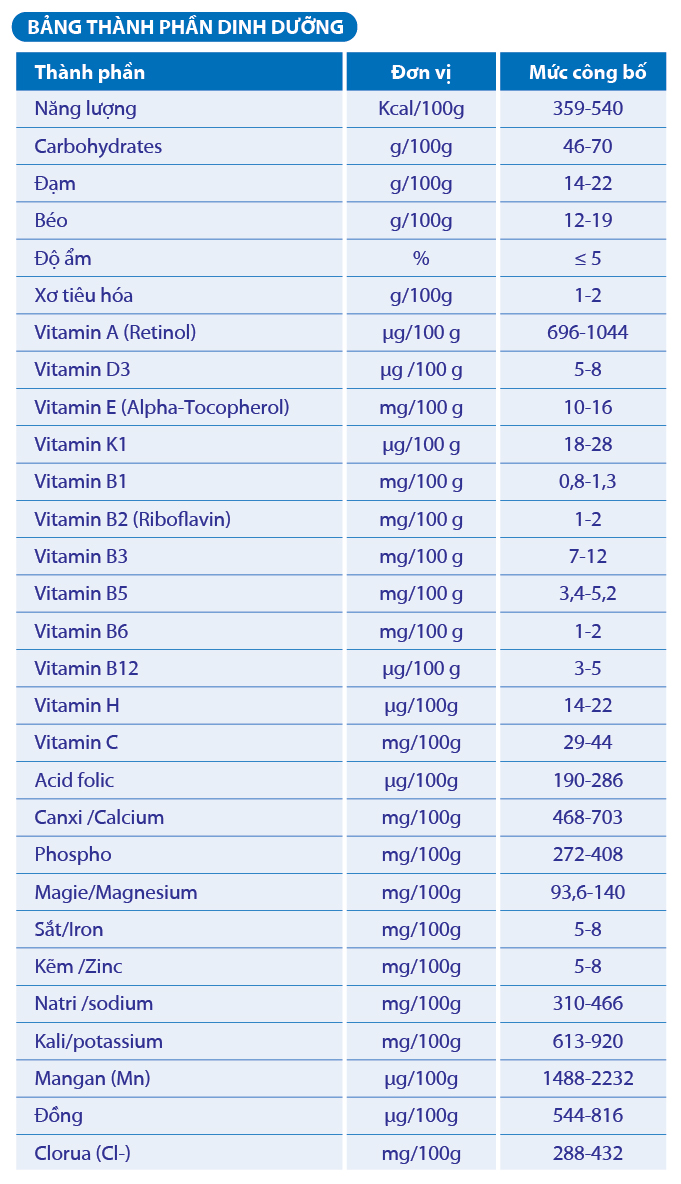 BẢNG THÀNH PHẦN DINH DƯỠNG
Thành phần Đơn vị Mức công bố
Năng lượng Kcal/100g 359-540
Carbohydrates g/100g 46-70
Đạm g/100g 14-22
Béo g/100g 12-19
Độ ẩm % ≤ 5
Xơ tiêu hóa g/100g 1-2
Vitamin A (Retinol) µg/100 g 696-1044
Vitamin D3 µg /100 g 5-8
Vitamin E (Alpha-Tocopherol) mg/100 g 10-16
Vitamin K1 µg/100 g 18-28
Vitamin B1 mg/100 g 0,8-1,3
Vitamin B2 (Riboflavin) mg/100 g 1-2
Vitamin B3 mg/100 g 7-12
Vitamin B5 mg/100 g 3,4-5,2
Vitamin B6 mg/100 g 1-2
Vitamin B12 µg/100 g 3-5
Vitamin H µg/100g 14-22
Vitamin C mg/100g 29-44
Acid folic µg/100g 190-286
Canxi /Calcium mg/100g 468-703
Phospho mg/100g 272-408
Magie/Magnesium mg/100g 93,6-140
Sắt/Iron mg/100g 5-8
Kẽm /Zinc mg/100g 5-8
Natri /sodium mg/100g 310-466
Kali/potassium mg/100g 613-920
Mangan (Mn) µg/100g 1488-2232
Đồng µg/100g 544-816
Clorua (Cl-) mg/100g 288-432